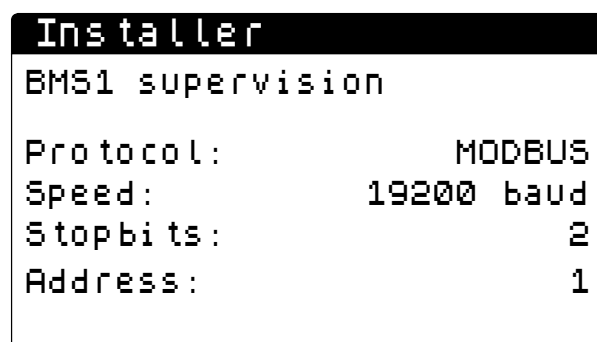 Installer
BMS1 supervision
Protocol: MODBUS
Speed: 19200 baud
Stopbits: 2
Address: 1